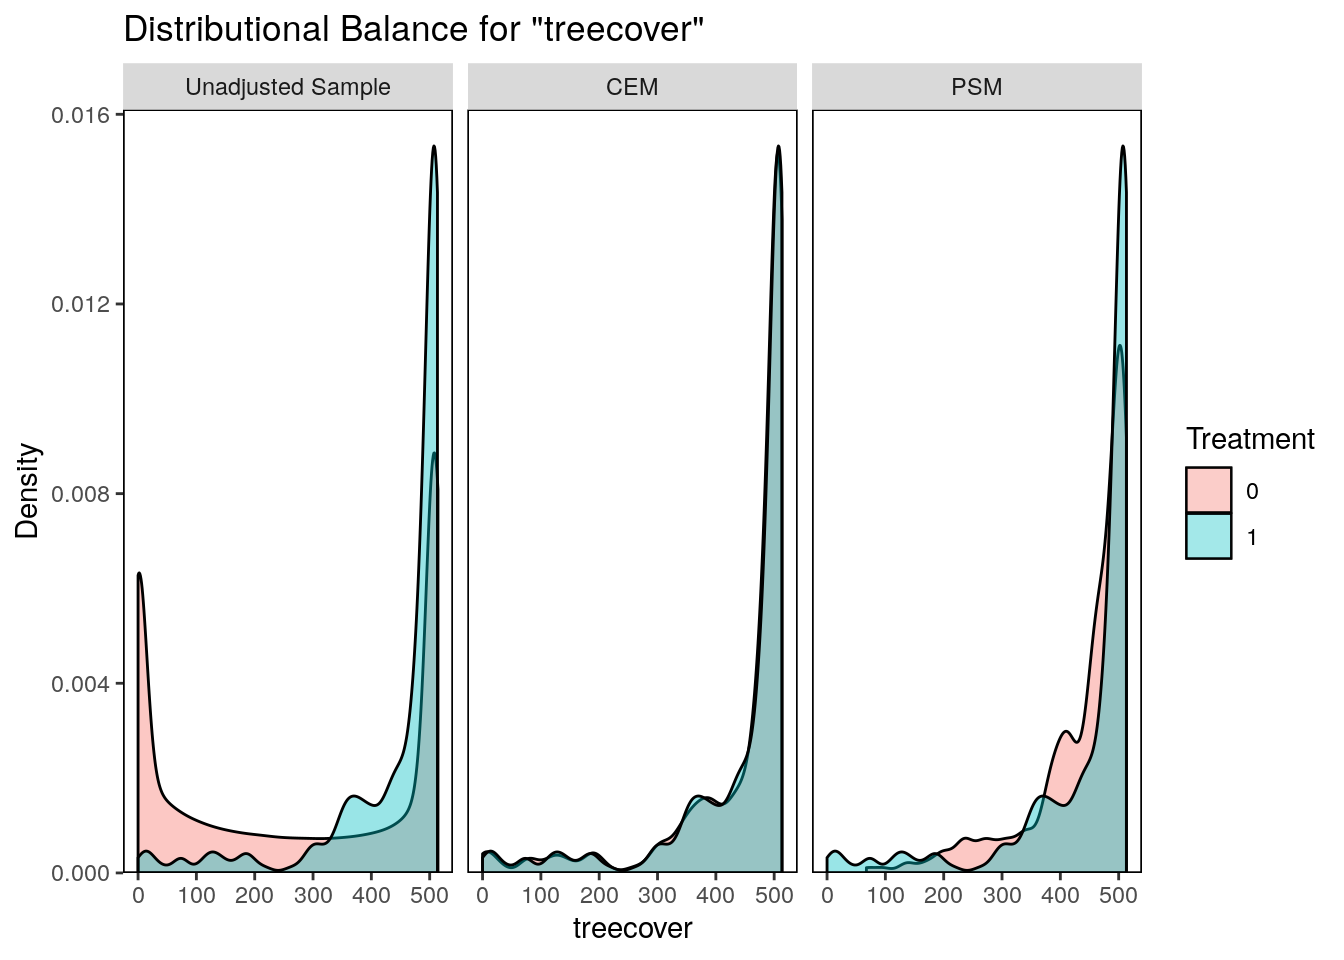 Distributional Balance for "treecover"
Unadjusted Sample
CEM
PSM
0.016
0.012
0.008
0.004
0.000
Density
0 100 200 300 400 500
0 100 200 300 400 500
0 100 200 300 400 500
treecover
Treatment
0
1